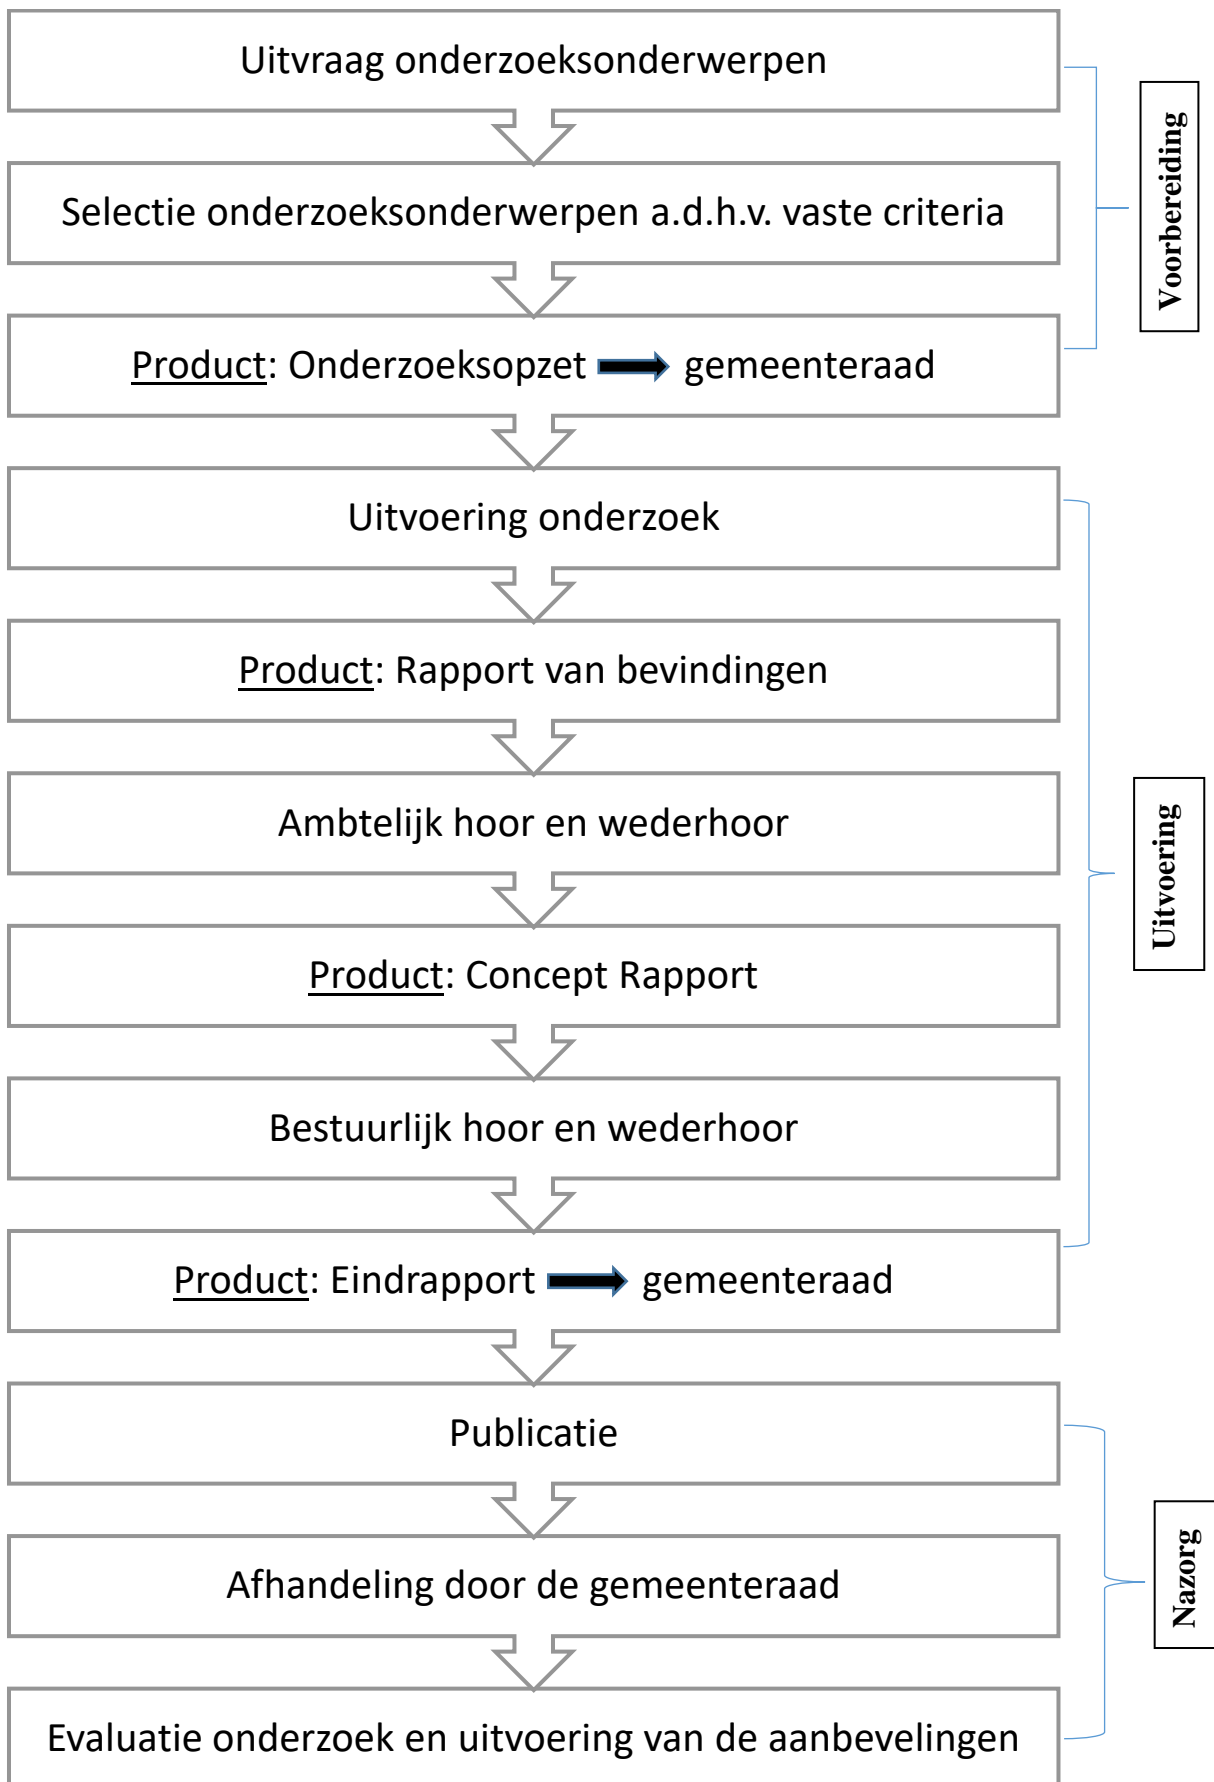 Uitvraag onderzoeksonderwerpen
Selectie onderzoeksonderwerpen a.d.h.v. vaste criteria
Product: Onderzoeksopzet gemeenteraad
Voorbereiding
Uitvoering onderzoek
Product: Rapport van bevindingen
Ambtelijk hoor en wederhoor
Product: Concept Rapport
Bestuurlijk hoor en wederhoor
Product: Eindrapport gemeenteraad
Uitvoering
Publicatie
Afhandeling door de gemeenteraad
Evaluatie onderzoek en uitvoering van de aanbevelingen
Nazorg